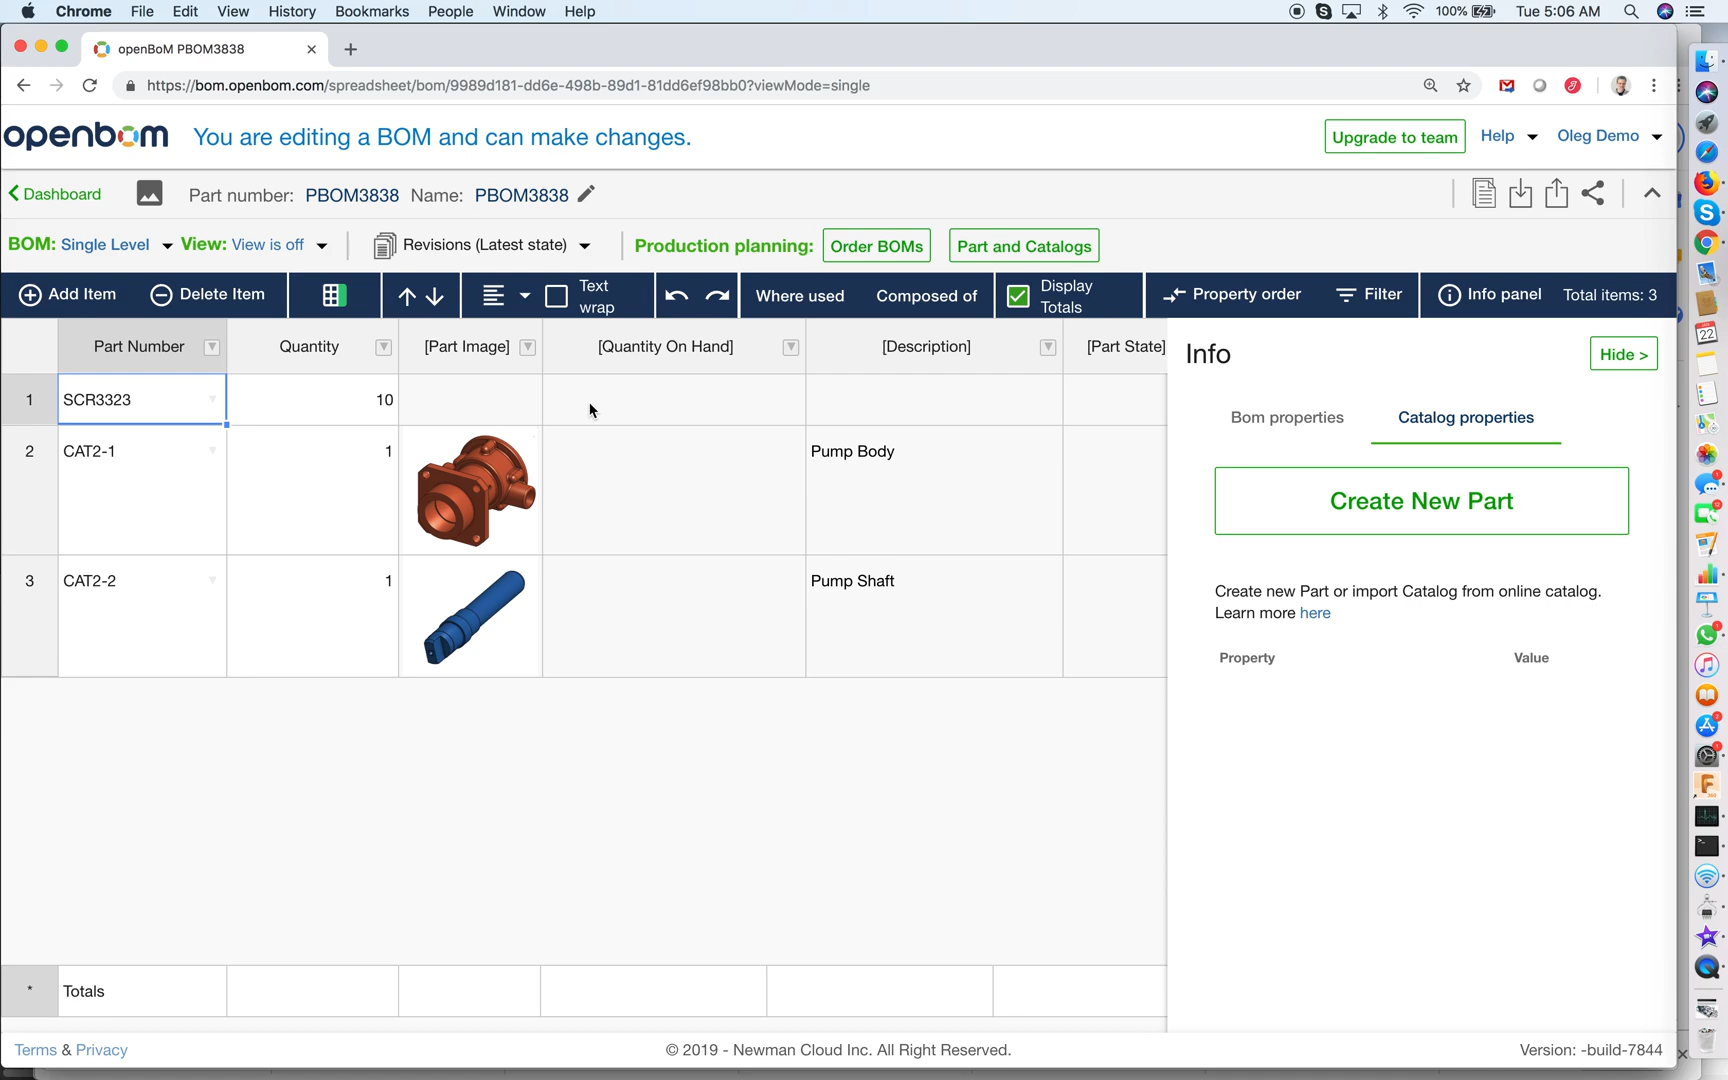 Chrome File Edit View History Bookmarks People Window Help 100% Tue 5:06 AM
openBoM PBOM3838
https://bom.openbom.com/spreadsheet/bom/9989d181-dd6e-498b-89d1-81dd6ef98bb0?viewMode=single
openbom You are editing a BOM and can make changes. Upgrade to team Help Oleg Demo
Dashboard Part number: PBOM3838 Name: PBOM3838
BOM: Single Level View: View is off Revisions (Latest state) Production planning: Order BOMs Part and Catalogs
Add Item Delete Item Text wrap Where used Composed of Display Totals Property order Filter Info panel Total items: 3
Part Number Quantity [Part Image] [Quantity On Hand] [Description] [Part State]
1 SCR3323 10
2 CAT2-1 1 Pump Body
3 CAT2-2 1 Pump Shaft
* Totals
Info Hide >
Bom properties Catalog properties
Create New Part
Create new Part or import Catalog from online catalog.
Learn more here
Property Value
Terms & Privacy © 2019 - Newman Cloud Inc. All Right Reserved. Version: -build-7844